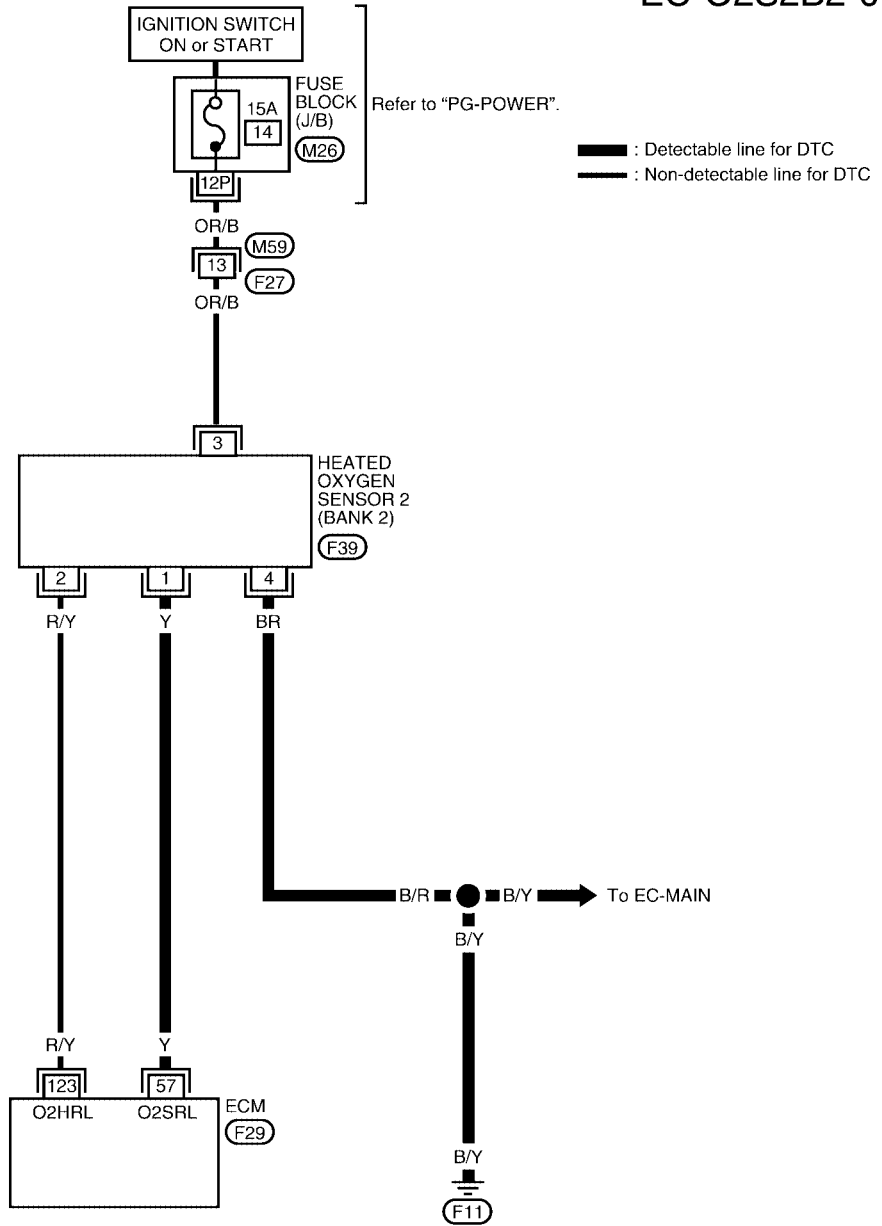 IGNITION SWITCH
ON or START
FUSE
BLOCK
(J/B)
15A
14
M26
Refer to "PG-POWER".
: Detectable line for DTC
: Non-detectable line for DTC
12P
OR/B
M59
13
F27
OR/B
3
HEATED
OXYGEN
SENSOR 2
(BANK 2)
F39
2 1 4
R/Y Y BR
B/R B/Y To EC-MAIN
B/Y
R/Y Y
123 57
O2HRL O2SRL
ECM
F29
B/Y
F11